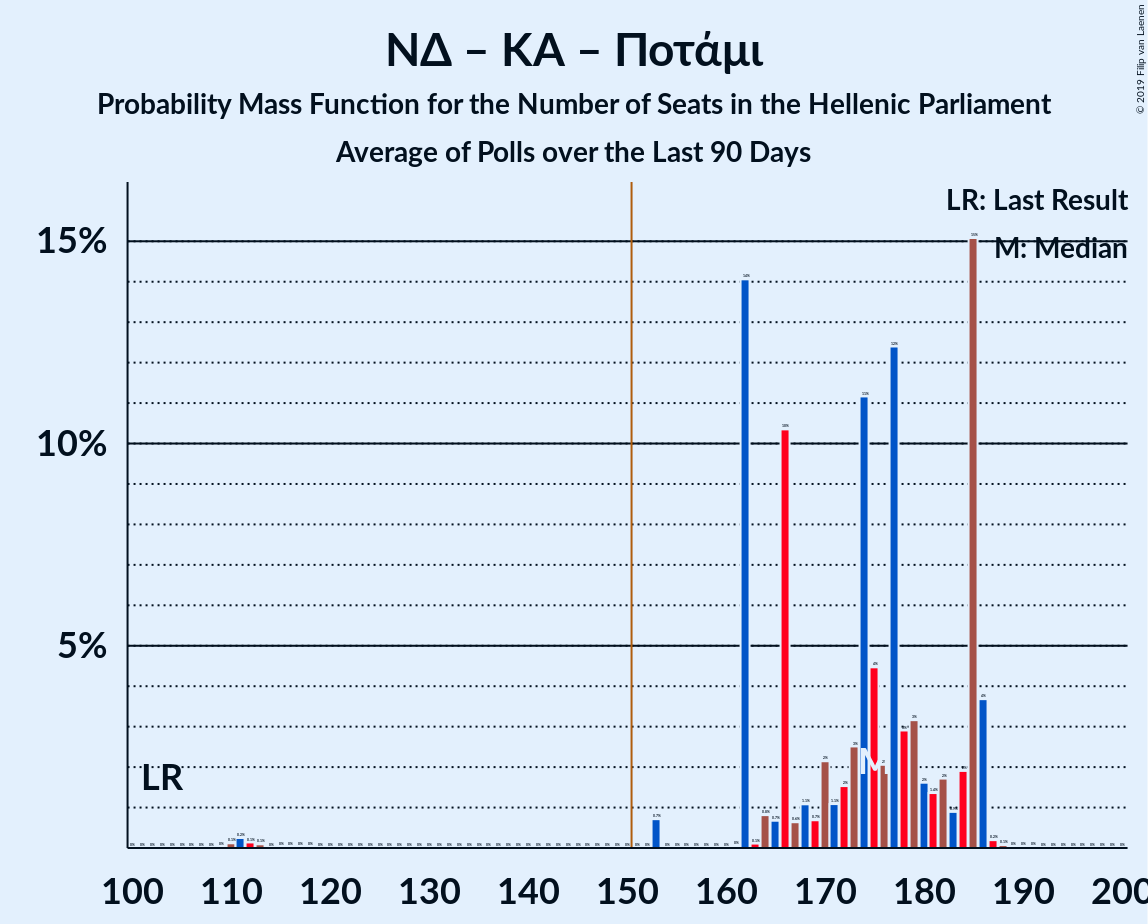 ΝΔ – ΚΑ – Ποτάμι
Probability Mass Function for the Number of Seats in the Hellenic Parliament
Average of Polls over the Last 90 Days
© 2019 Filip van Laenen
LR: Last Result
M: Median
15%
10%
5%
LR
M
100 110 120 130 140 150 160 170 180 190 200